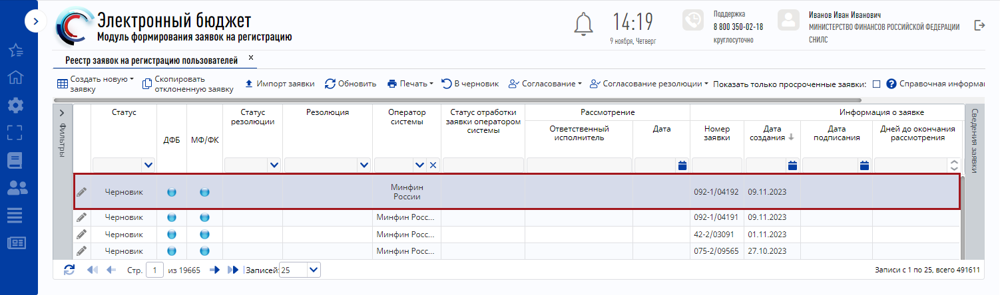 Электронный бюджет
Модуль формирования заявок на регистрацию
14:19
9 ноября, Четверг
Поддержка
8 800 350-02-18
круглосуточно
Иванов Иван Иванович
МИНИСТЕРСТВО ФИНАНСОВ РОССИЙСКОЙ ФЕДЕРАЦИИ
СНИЛС
Реестр заявок на регистрацию пользователей x
Создать новую
заявку
Скопировать
отклоненную заявку
Импорт заявки
Обновить
Печать
В черновик
Согласование
Согласование резолюции
Показать только просроченные заявки:
? Справочная информа
Фильтры
Статус
ДФБ
МФ/ФК
Статус
резолюции
Резолюция
Оператор
системы
Статус отработки
заявки оператором
системы
Рассмотрение
Ответственный
исполнитель
Дата
Информация о заявке
Номер
заявки
Дата
создания
Дата
подписания
Дней до окончания
рассмотрения
Сведения заявки
Черновик Минфин
России 092-1/04192 09.11.2023
Черновик Минфин Росс... 092-1/04191 09.11.2023
Черновик Минфин Росс... 42-2/03091 01.11.2023
Черновик Минфин Росс... 075-2/09565 27.10.2023
Стр. 1 из 19665 Записей: 25 Записи с 1 по 25, всего 491611